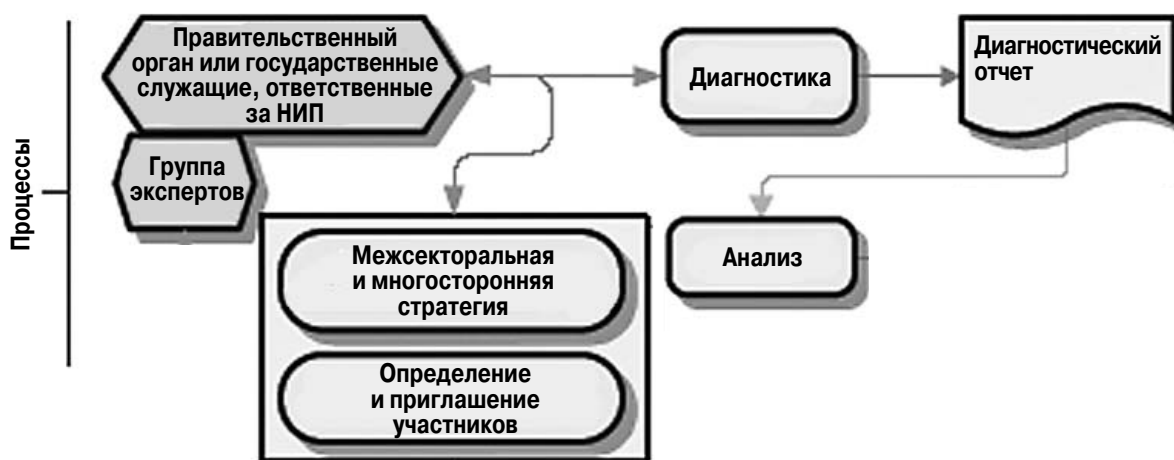 Процессы
Правительственный
орган или государственные
служащие, ответственные
за НИП
Группа
экспертов
Диагностика
Диагностический
отчет
Межсекторальная
и многосторонняя
стратегия
Определение
и приглашение
участников
Анализ